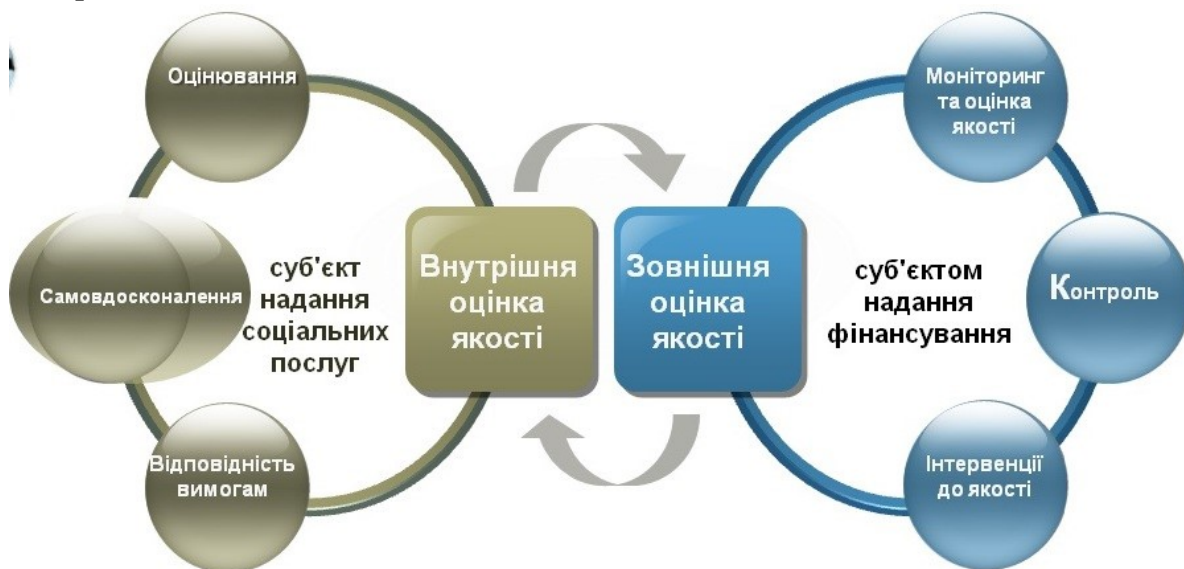 Оцінювання
Самовдосконалення
Відповідність
вимогам
суб'єкт
надання
соціальних
послуг
Внутрішня
оцінка
якості
Зовнішня
оцінка
якості
суб'єктом
надання
фінансування
Моніторинг
та оцінка
якості
Контроль
Інтервенції
до якості